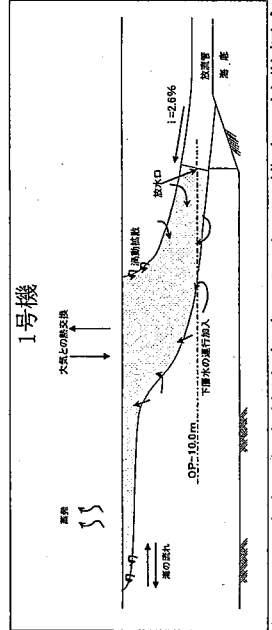 1号機
蒸発
大気との熱交換
渦動拡散
放水口
i=2.6%
放流管
海底
海の流れ
OP-10.0m
下層水の連行加入